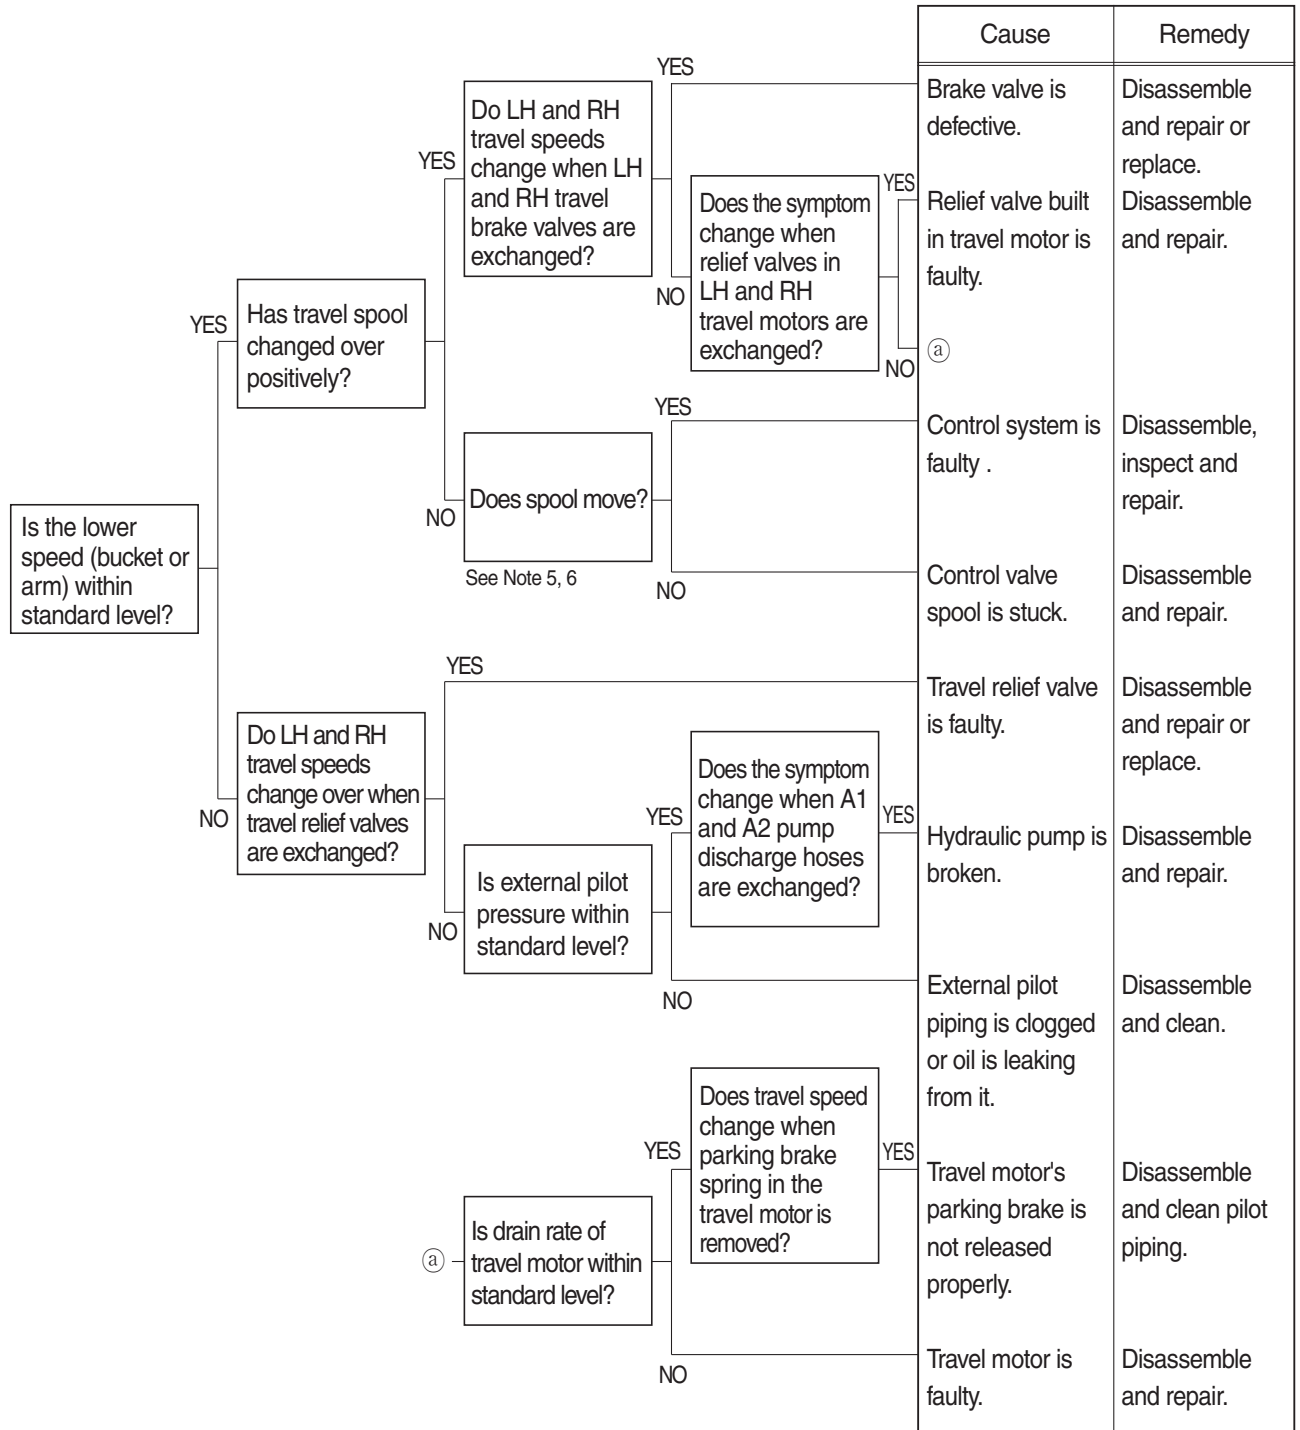 Cause
Remedy
YES
Do LH and RH
travel speeds
change when LH
and RH travel
brake valves are
exchanged?
Brake valve is
defective.
Disassemble
and repair or
replace.
YES
NO
Does the symptom
change when
relief valves in
LH and RH
travel motors are
exchanged?
YES
Relief valve built
in travel motor is
faulty.
Disassemble
and repair.
NO
ⓐ
YES
Has travel spool
changed over
positively?
NO
Does spool move?
See Note 5, 6
YES
Control system is
faulty .
Disassemble,
inspect and
repair.
NO
Control valve
spool is stuck.
Disassemble
and repair.
Is the lower
speed (bucket or
arm) within
standard level?
NO
Do LH and RH
travel speeds
change over when
travel relief valves
are exchanged?
YES
Travel relief valve
is faulty.
Disassemble
and repair or
replace.
NO
Is external pilot
pressure within
standard level?
YES
Does the symptom
change when A1
and A2 pump
discharge hoses
are exchanged?
YES
Hydraulic pump is
broken.
Disassemble
and repair.
NO
External pilot
piping is clogged
or oil is leaking
from it.
Disassemble
and clean.
ⓐ
Is drain rate of
travel motor within
standard level?
YES
Does travel speed
change when
parking brake
spring in the
travel motor is
removed?
YES
Travel motor's
parking brake is
not released
properly.
Disassemble
and clean pilot
piping.
NO
Travel motor is
faulty.
Disassemble
and repair.